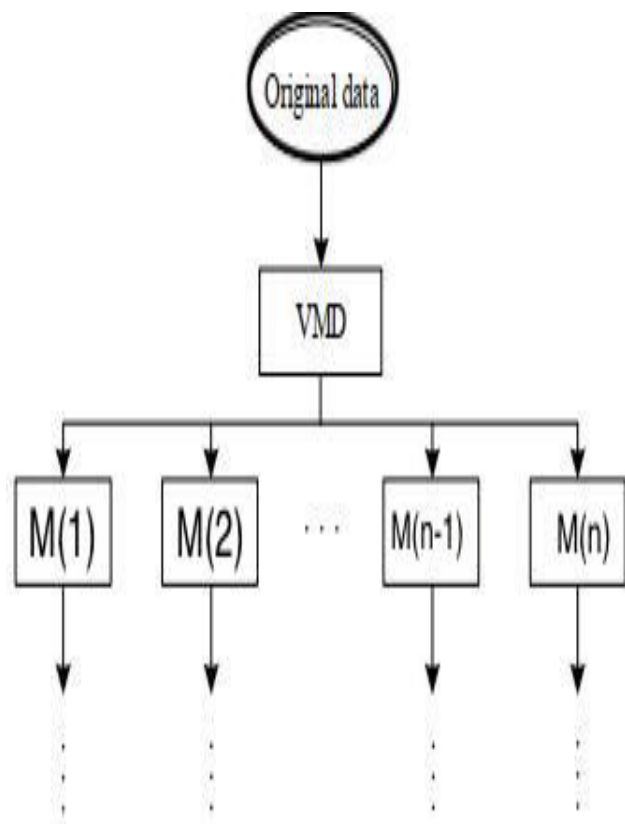 Original data
VMD
M(1) M(2) ... M(n-1) M(n)